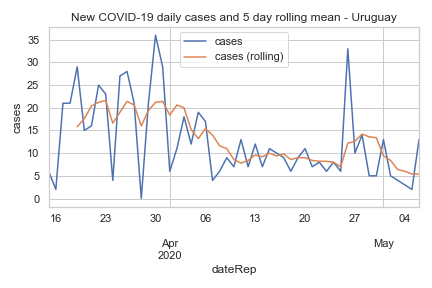 New COVID-19 daily cases and 5 day rolling mean - Uruguay
cases
cases (rolling)
cases
35
30
25
20
15
10
5
0
16 23 30 06 13 20 27 04
Apr May
2020
dateRep